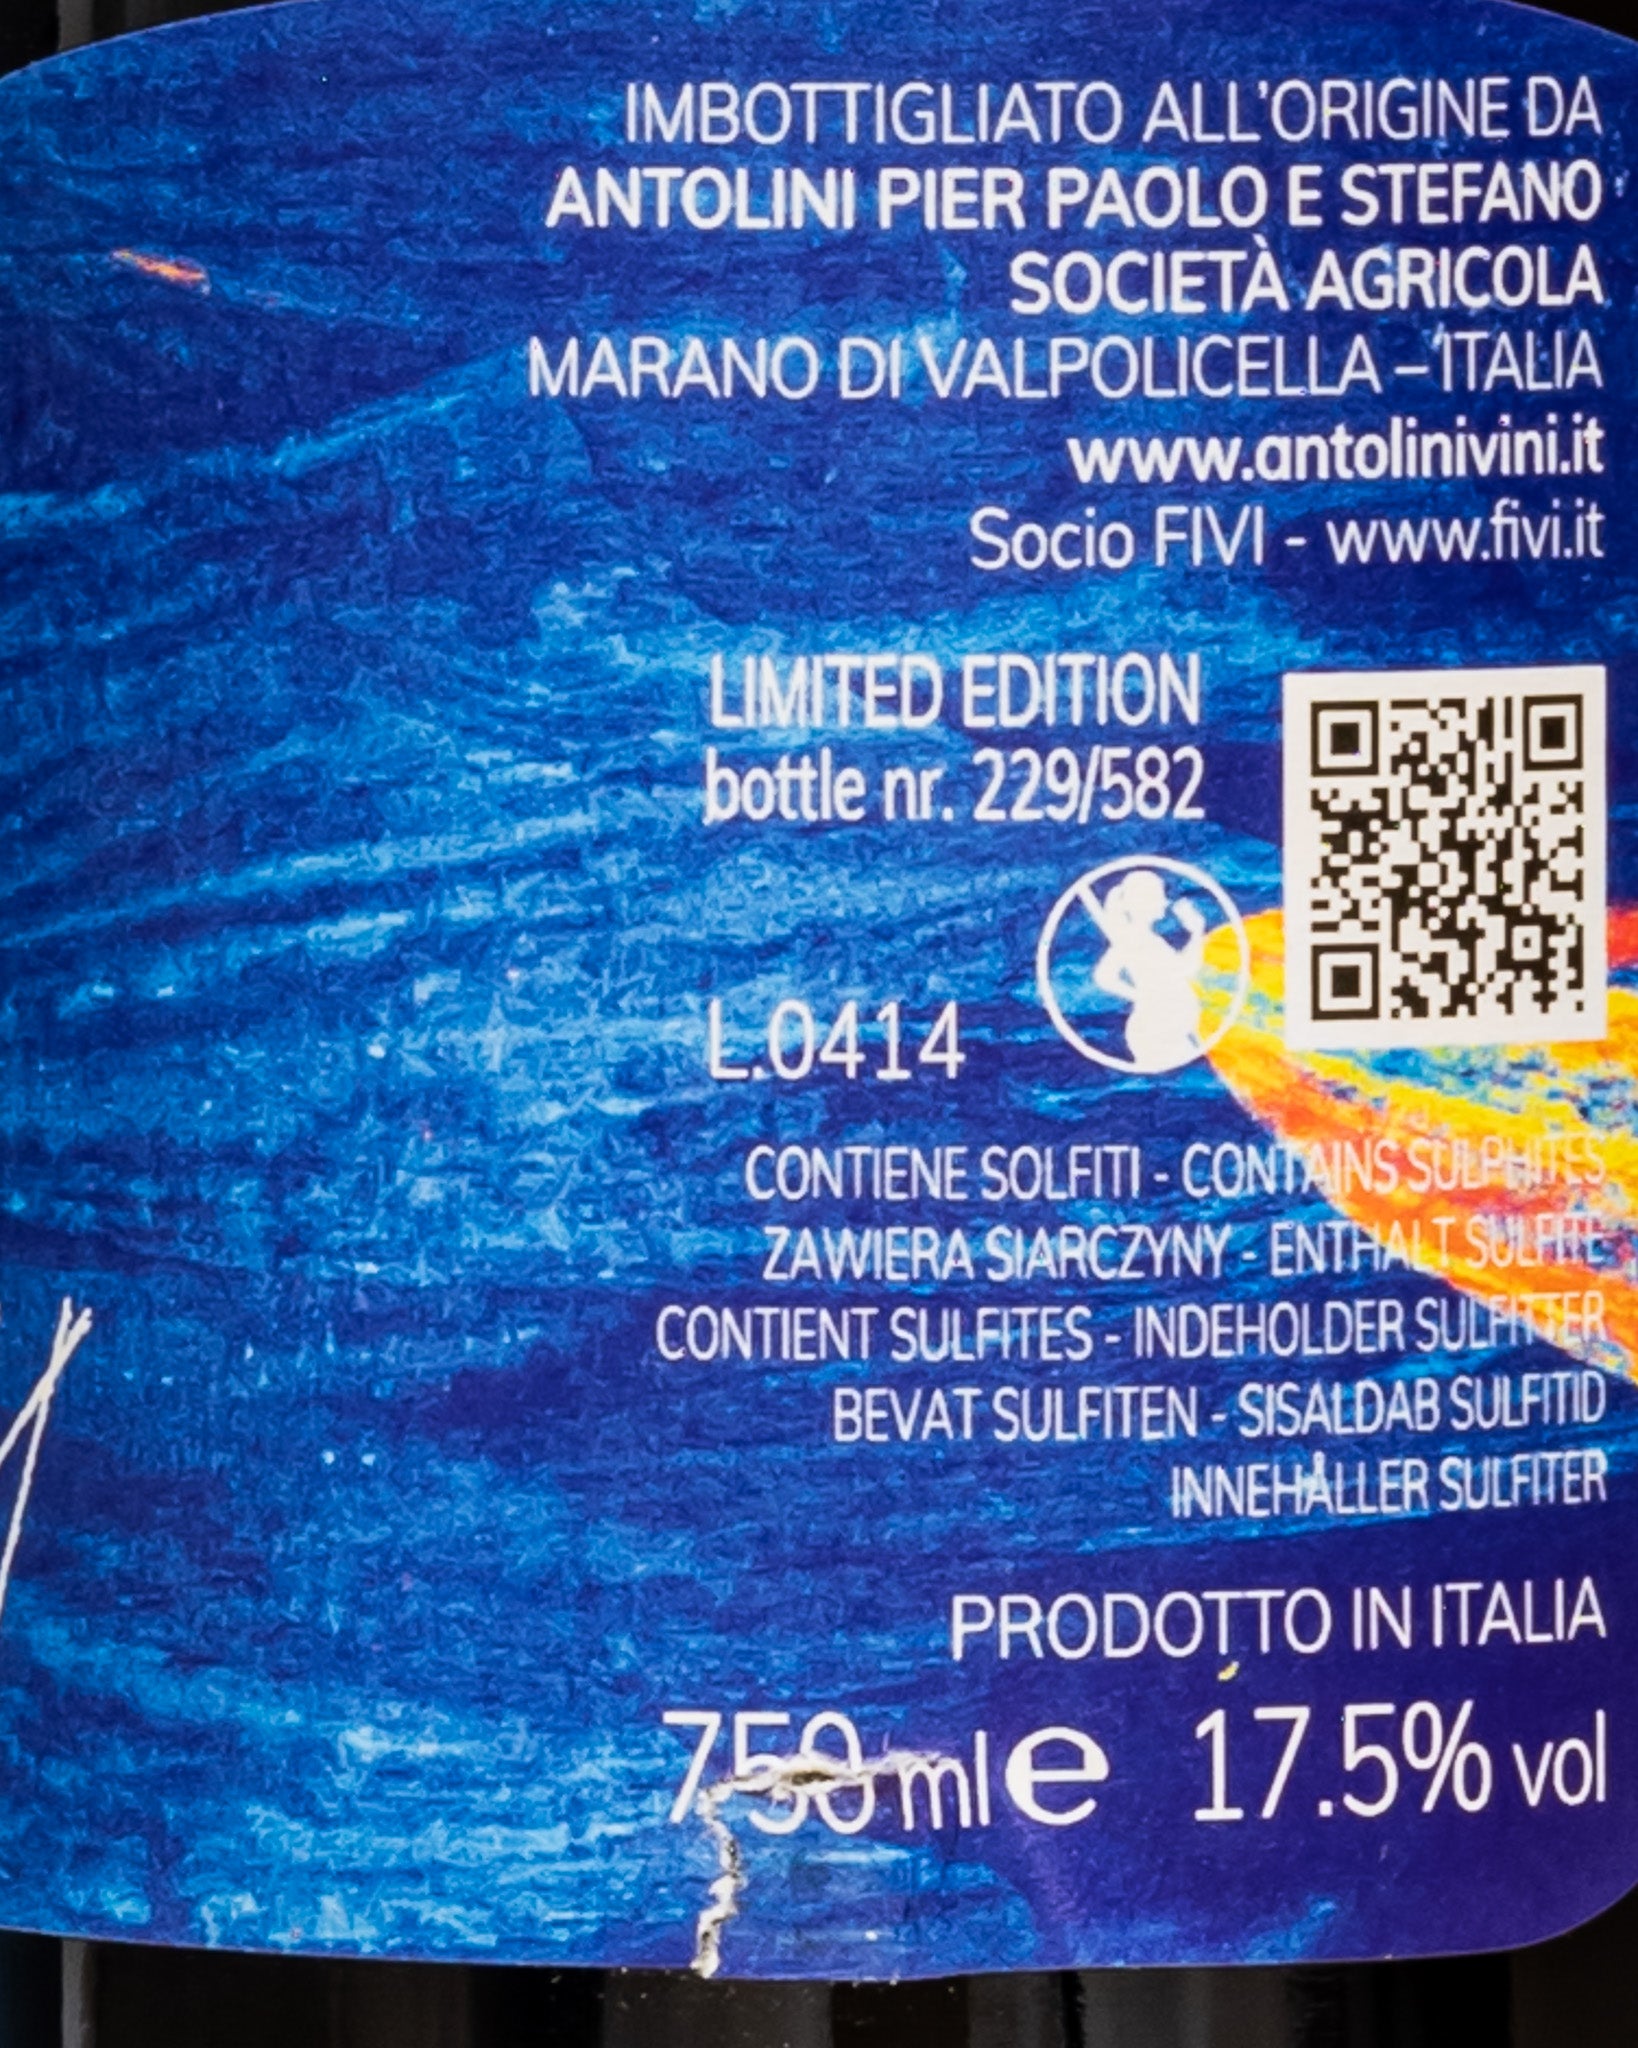 IMBOTTIGLIATO ALL'ORIGINE DA
ANTOLINI PIER PAOLO E STEFANO
SOCIETÀ AGRICOLA
MARANO DI VALPOLICELLA – ITALIA
www.antolinivini.it
Socio FIVI - www.fivi.it
LIMITED EDITION
bottle nr. 229/582
L.0414
CONTIENE SOLFITI - CONTAINS SULPHITES
ZAWIERA SIARCZYNY - ENTHALT SULFITE
CONTIENT SULFITES - INDEHOLDER SULFITTER
BEVAT SULFITEN - SISALDAB SULFITID
INNEHÅLLER SULFITER
PRODOTTO IN ITALIA
750 ml e 17.5% vol